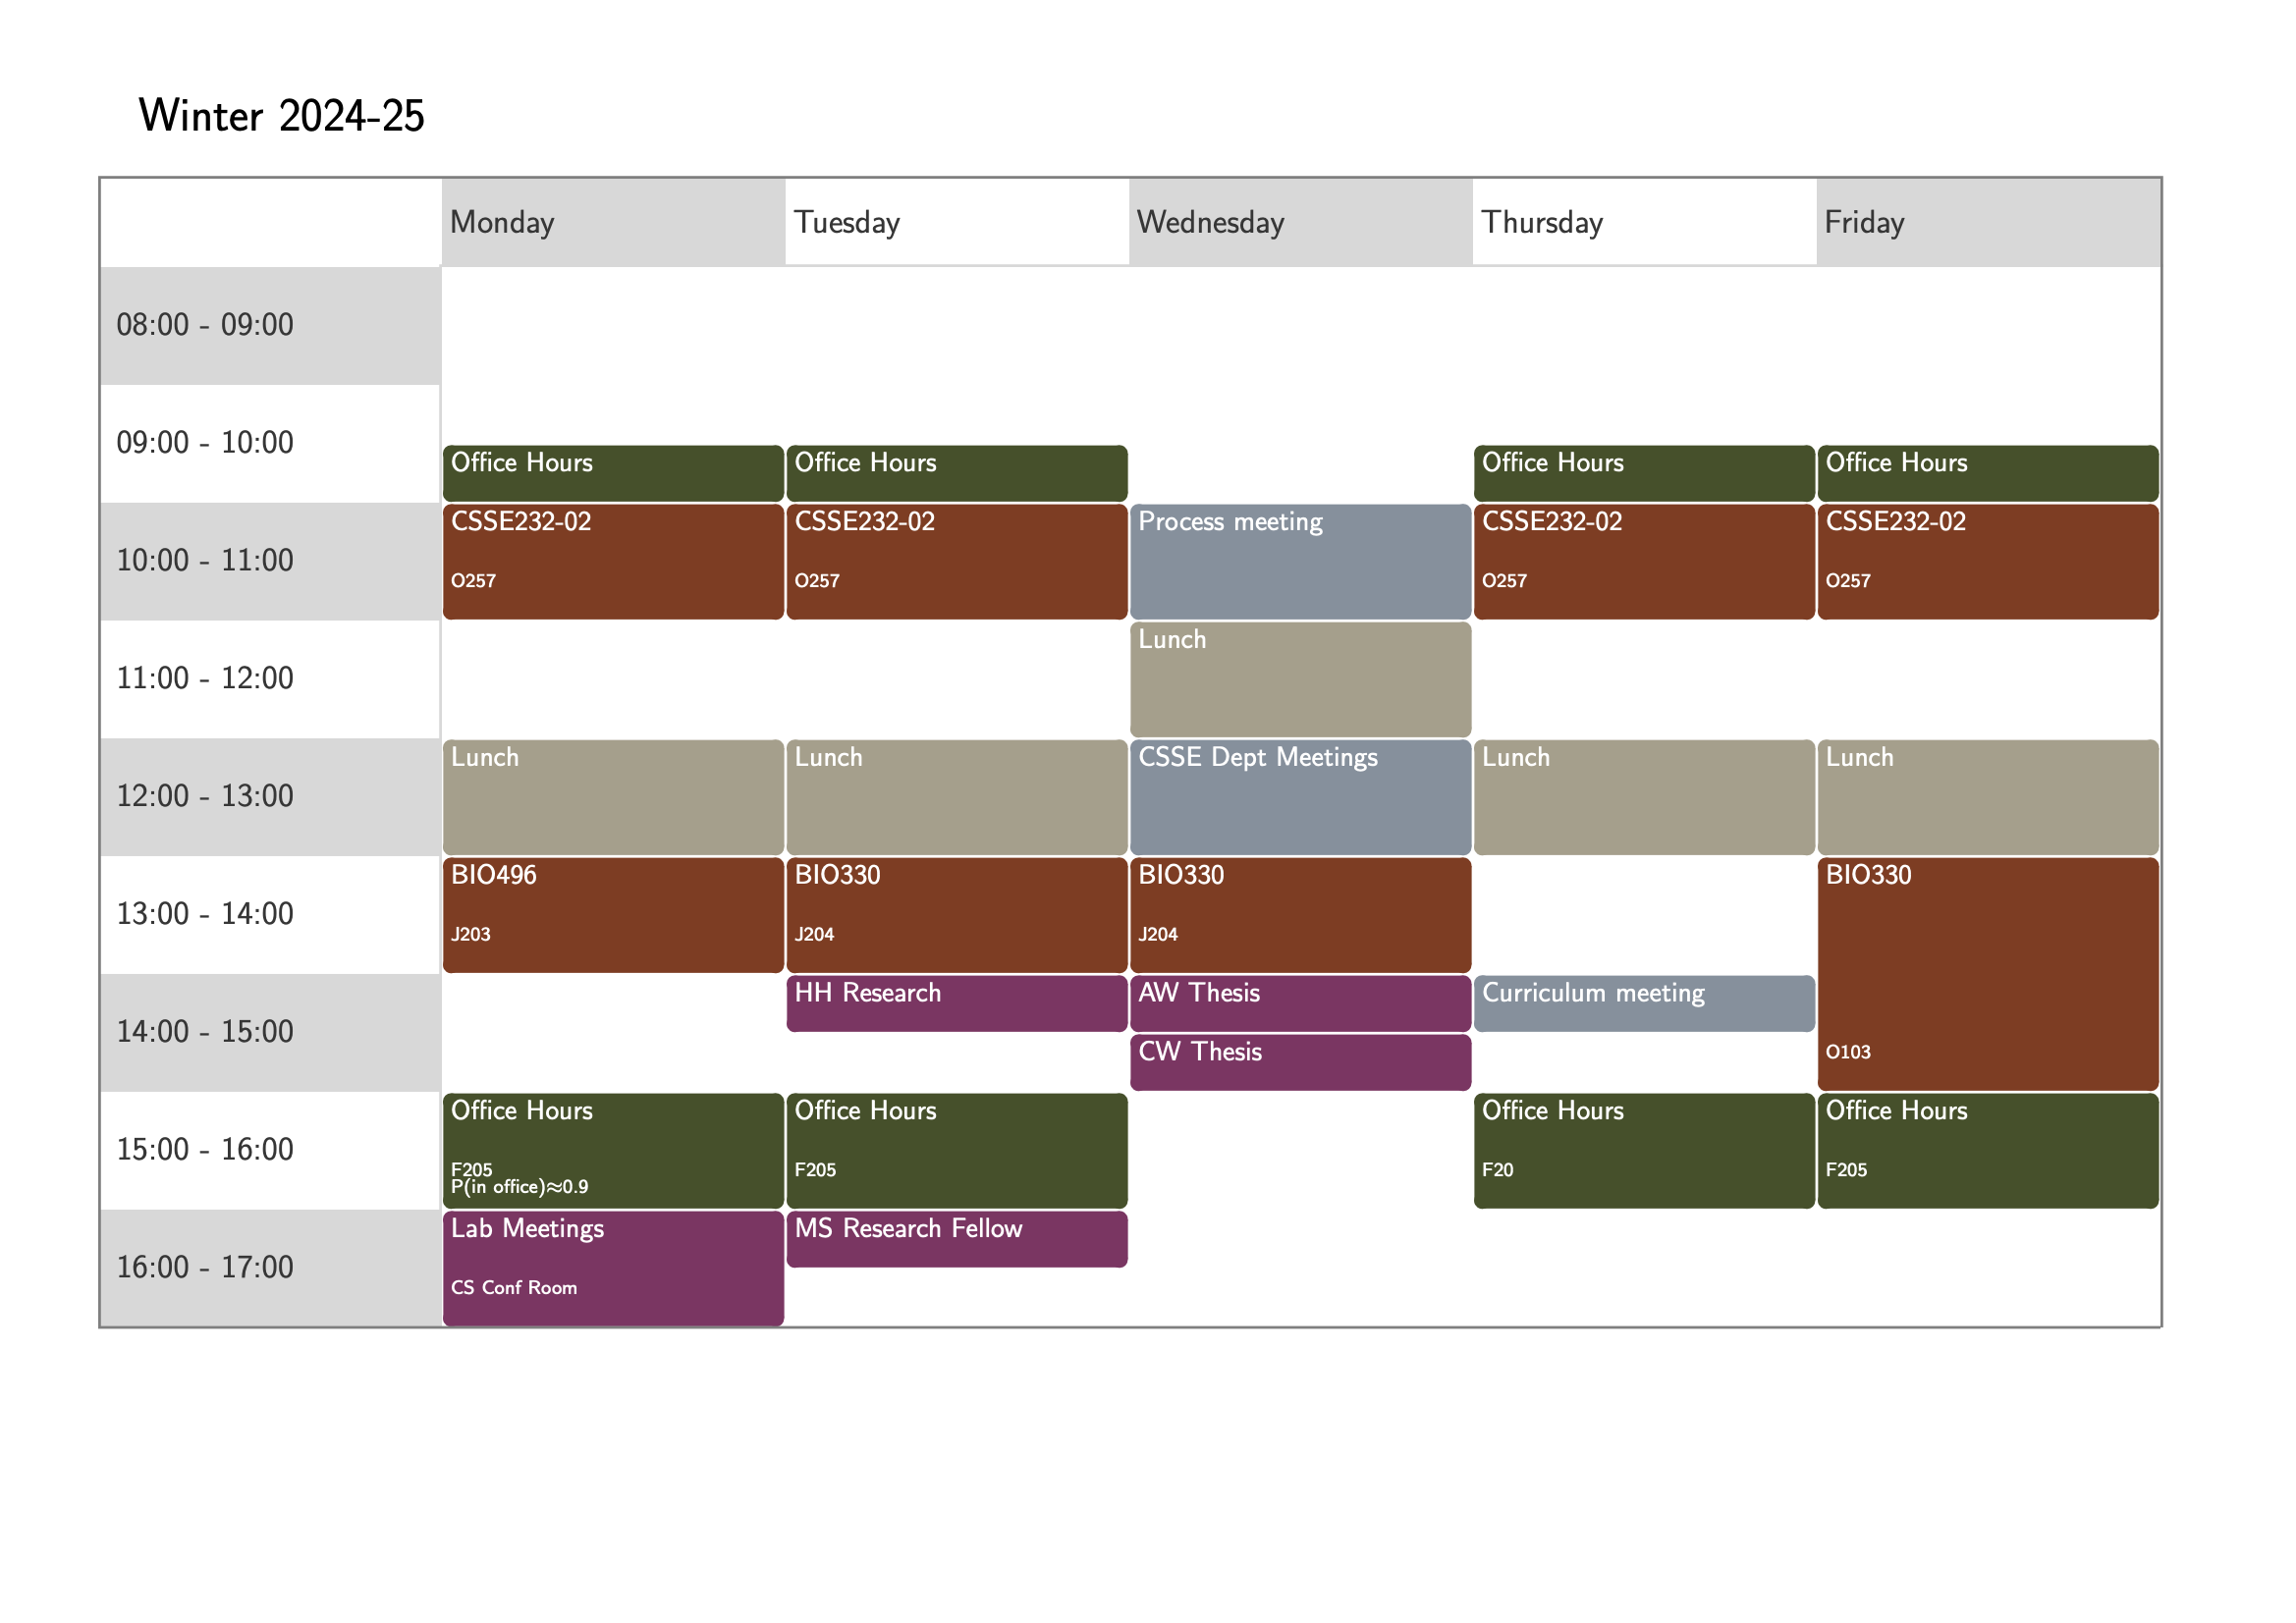 Winter 2024-25
Monday Tuesday Wednesday Thursday Friday
08:00 - 09:00
09:00 - 10:00
Office Hours Office Hours Office Hours Office Hours
CSSE232-02 CSSE232-02 Process meeting CSSE232-02 CSSE232-02
10:00 - 11:00
O257 O257 O257 O257
Lunch
11:00 - 12:00
Lunch Lunch CSSE Dept Meetings Lunch Lunch
12:00 - 13:00
BIO496 BIO330 BIO330 BIO330
13:00 - 14:00
J203 J204 J204
HH Research AW Thesis Curriculum meeting
14:00 - 15:00
CW Thesis O103
Office Hours Office Hours Office Hours Office Hours
15:00 - 16:00
F205 F205 F20 F205
P(in office)≈0.9
Lab Meetings MS Research Fellow
16:00 - 17:00
CS Conf Room